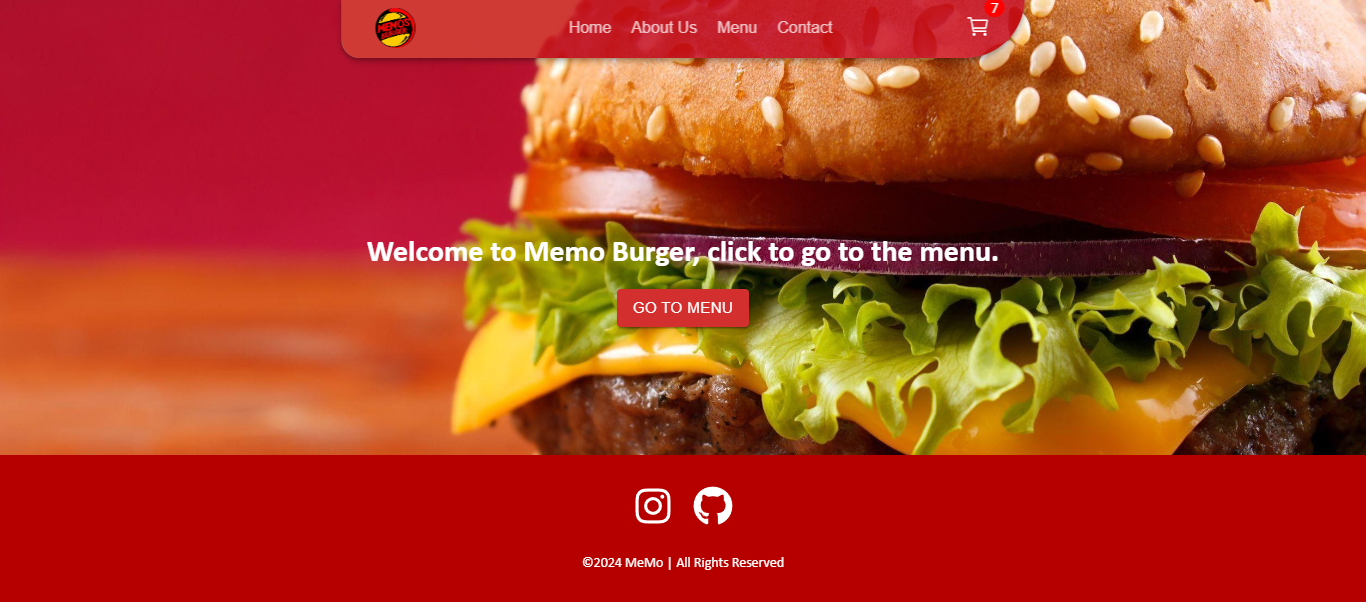 MEMO'S
BURGER
Home
About Us
Menu
Contact
7
Welcome to Memo Burger, click to go to the menu.
GO TO MENU
©2024 MeMo | All Rights Reserved